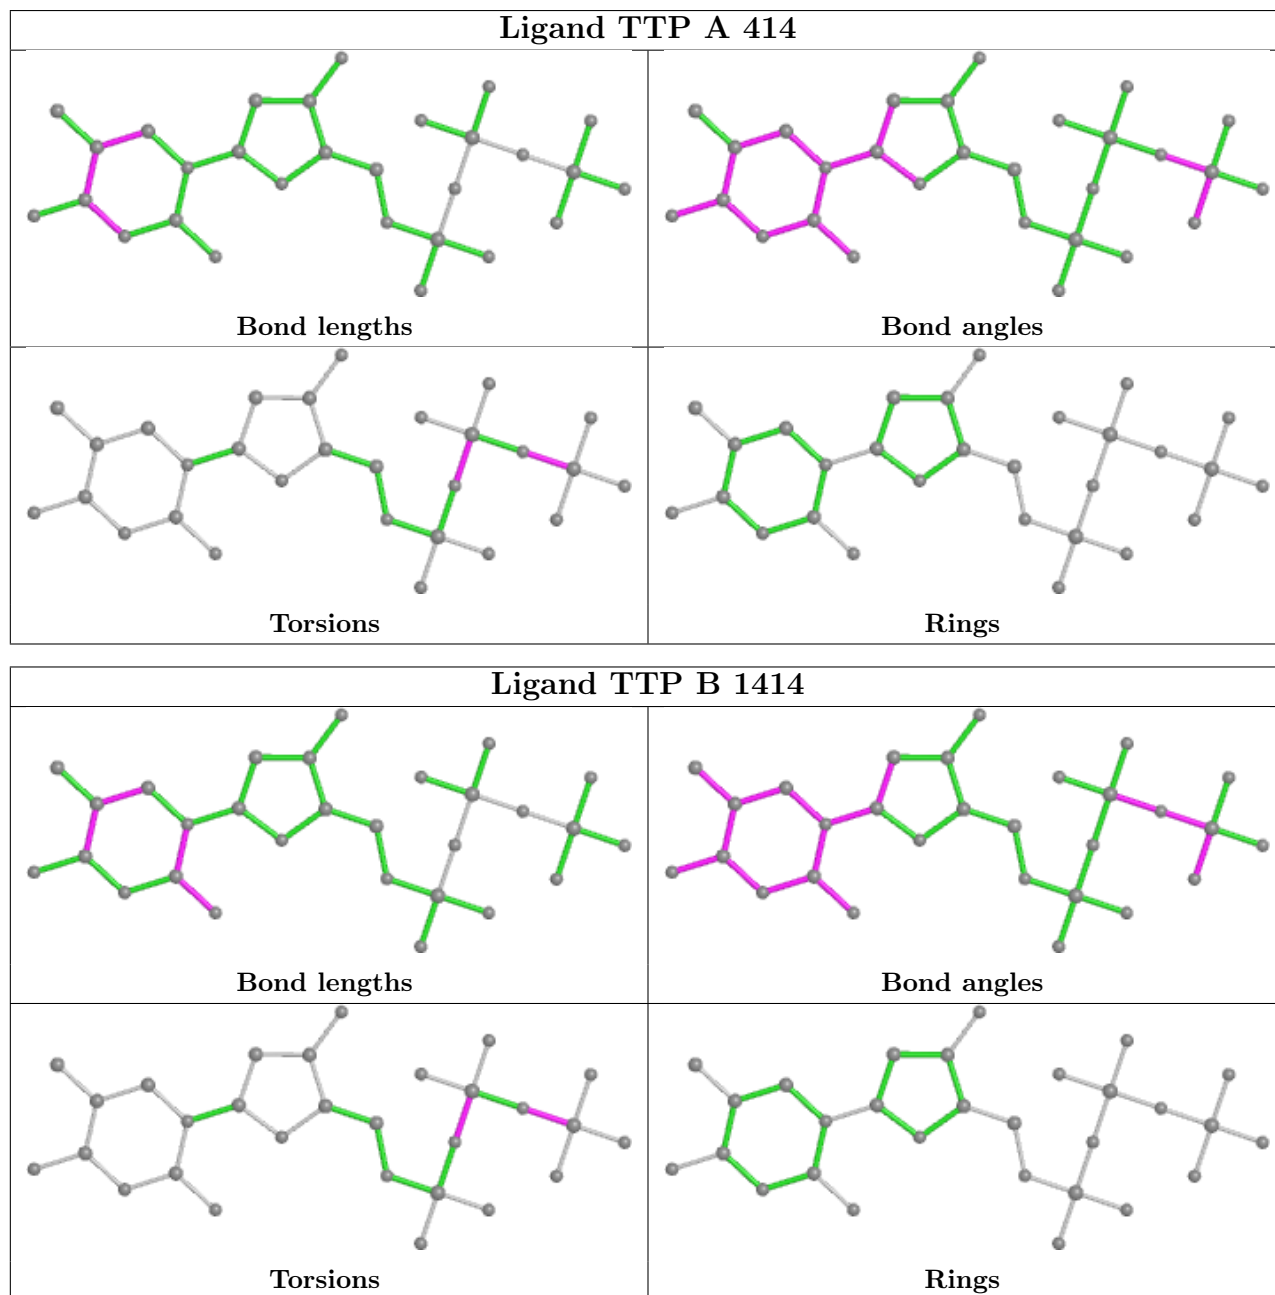 Ligand TTP A 414
Bond lengths
Bond angles
Torsions
Rings
Ligand TTP B 1414
Bond lengths
Bond angles
Torsions
Rings